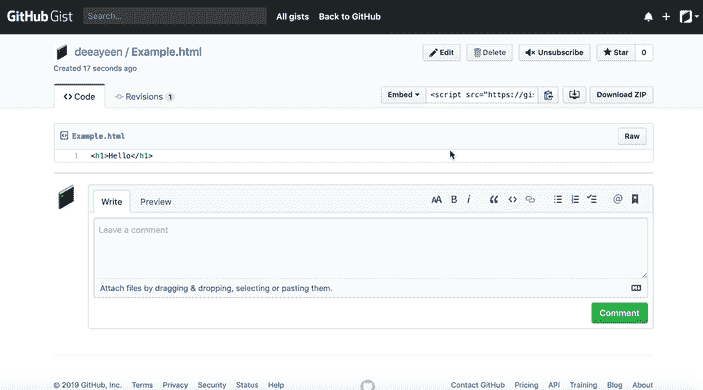 GitHub Gist Search... All gists Back to GitHub
deeayeen / Example.html Edit Delete Unsubscribe Star 0
Created 17 seconds ago
Code Revisions 1 Embed <script src="https://gis Download ZIP
Example.html Raw
1 <h1>Hello</h1>
Write Preview AA B i
Leave a comment
Attach files by dragging & dropping, selecting or pasting them.
Comment
© 2019 GitHub, Inc. Terms Privacy Security Status Help Contact GitHub Pricing API Training Blog About